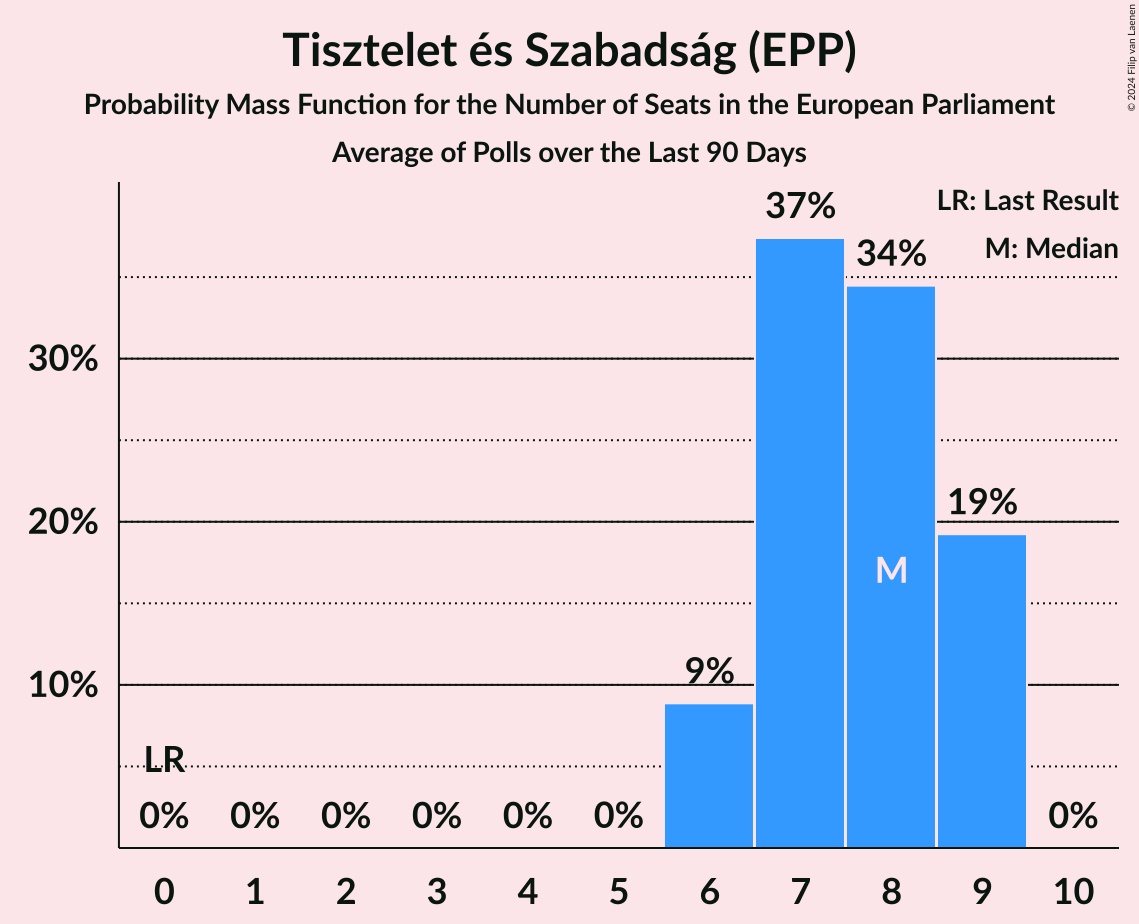 Tisztelet és Szabadság (EPP)
Probability Mass Function for the Number of Seats in the European Parliament
Average of Polls over the Last 90 Days
© 2024 Filip van Laenen
LR: Last Result
M: Median
37%
34%
30%
20%
19%
M
10%
9%
LR
0% 0% 0% 0% 0% 0% 0%
0 1 2 3 4 5 6 7 8 9 10